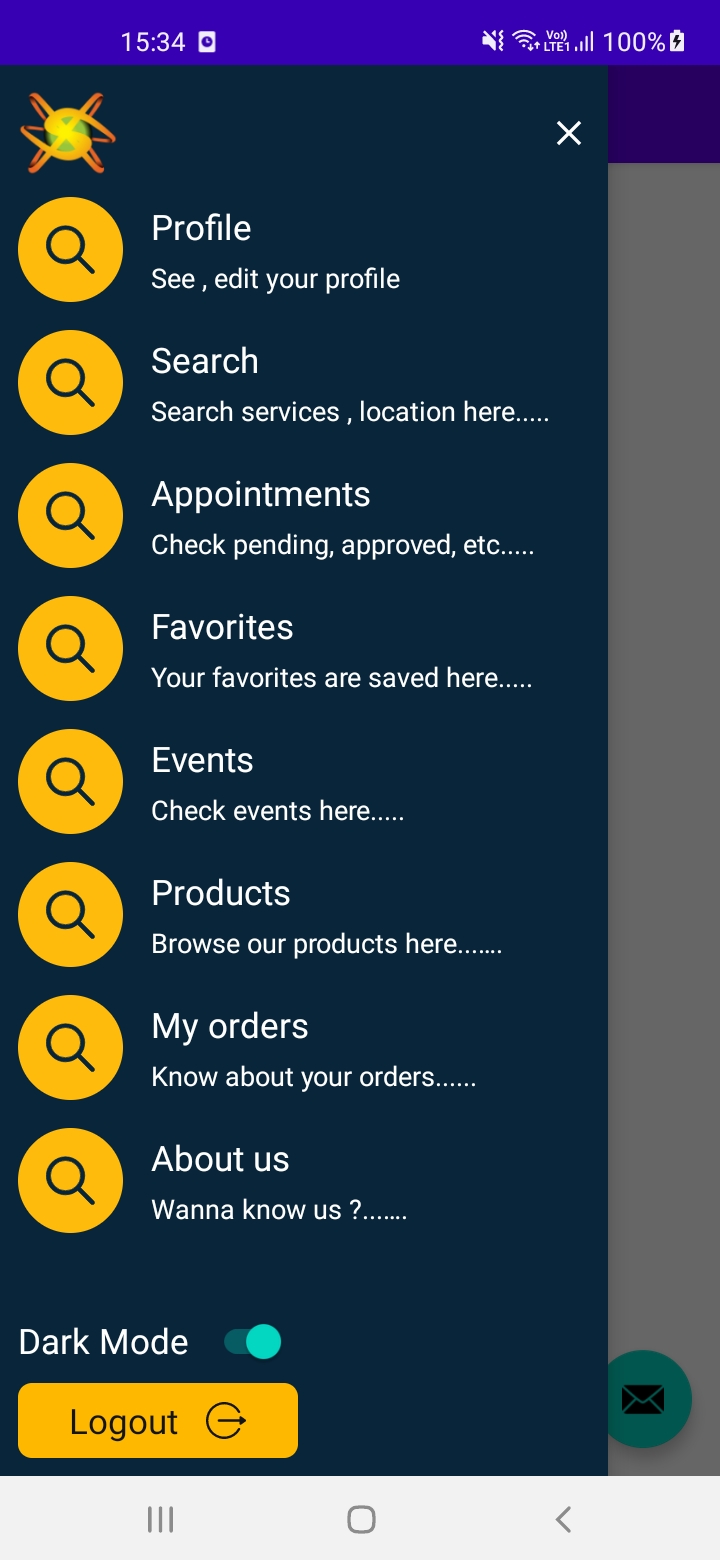 15:34
Vo)) LTE1 100%
Profile
See , edit your profile
Search
Search services , location here.....
Appointments
Check pending, approved, etc.....
Favorites
Your favorites are saved here.....
Events
Check events here.....
Products
Browse our products here.......
My orders
Know about your orders......
About us
Wanna know us ?.......
Dark Mode
Logout